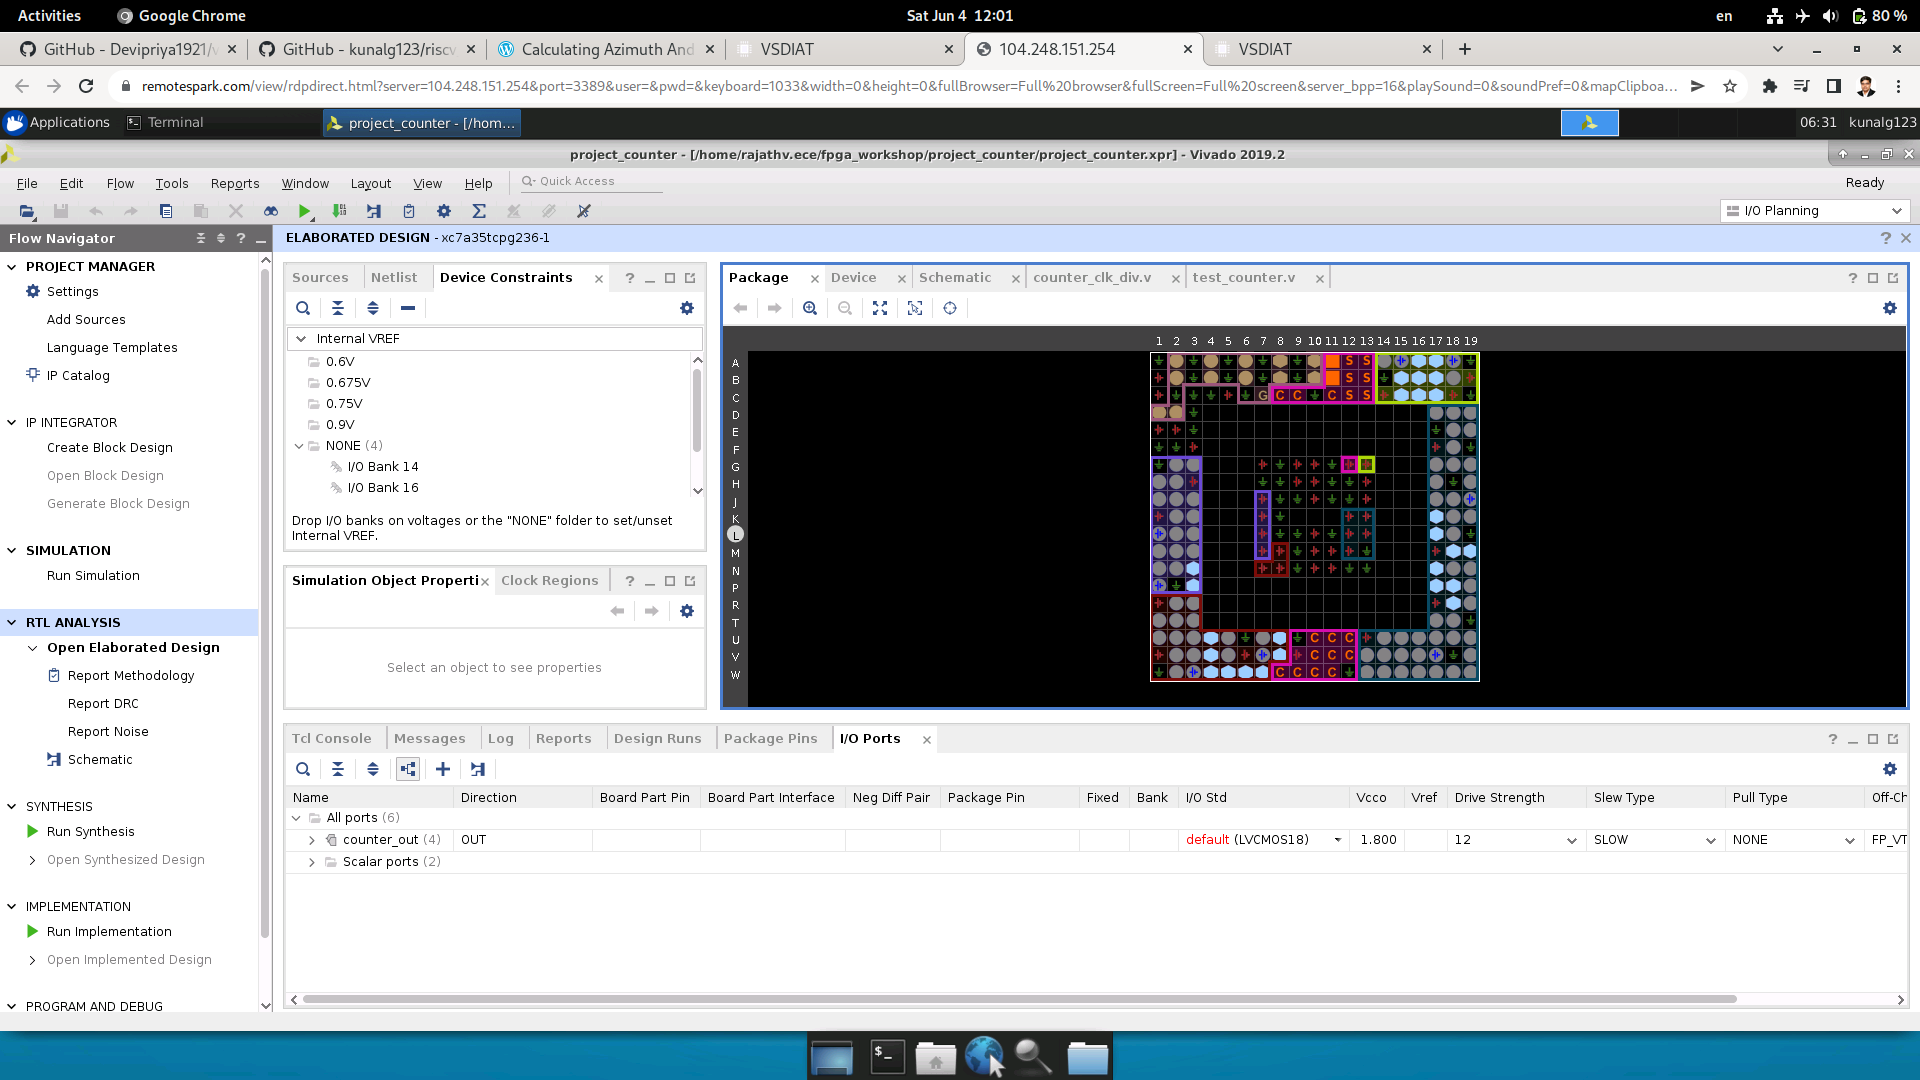 Activities Google Chrome Sat Jun 4 12:01 en 80 %
GitHub - Devipriya1921/v GitHub - kunalg123/riscv Calculating Azimuth And VSDIAT 104.248.151.254 VSDIAT
remotespark.com/view/rdpdirect.html?server=104.248.151.254&port=3389&user=&pwd=&keyboard=1033&width=0&height=0&fullBrowser=Full%20browser&fullScreen=Full%20screen&server_bpp=16&playSound=0&soundPref=0&mapClipboa...
Applications Terminal project_counter - [/hom... 06:31 kunalg123
project_counter - [/home/rajathv.ece/fpga_workshop/project_counter/project_counter.xpr] - Vivado 2019.2
File Edit Flow Tools Reports Window Layout View Help Quick Access Ready
I/O Planning
Flow Navigator
ELABORATED DESIGN - xc7a35tcpg236-1
PROJECT MANAGER
Settings
Add Sources
Language Templates
IP Catalog
IP INTEGRATOR
Create Block Design
Open Block Design
Generate Block Design
SIMULATION
Run Simulation
RTL ANALYSIS
Open Elaborated Design
Report Methodology
Report DRC
Report Noise
Schematic
SYNTHESIS
Run Synthesis
Open Synthesized Design
IMPLEMENTATION
Run Implementation
Open Implemented Design
PROGRAM AND DEBUG
Sources Netlist Device Constraints
Internal VREF
0.6V
0.675V
0.75V
0.9V
NONE (4)
I/O Bank 14
I/O Bank 16
Drop I/O banks on voltages or the "NONE" folder to set/unset
Internal VREF.
Simulation Object Properti Clock Regions
Select an object to see properties
Package Device Schematic counter_clk_div.v test_counter.v
1 2 3 4 5 6 7 8 9 10 11 12 13 14 15 16 17 18 19
A S S
B S S
C G C C C S S
D
E
F
G
H
J
K
L
M
N
P
R
T
U C C C
V C C C
W C C C C
Tcl Console Messages Log Reports Design Runs Package Pins I/O Ports
Name Direction Board Part Pin Board Part Interface Neg Diff Pair Package Pin Fixed Bank I/O Std Vcco Vref Drive Strength Slew Type Pull Type Off-Ch
All ports (6)
counter_out (4) OUT default (LVCMOS18) 1.800 12 SLOW NONE FP_VT
Scalar ports (2)